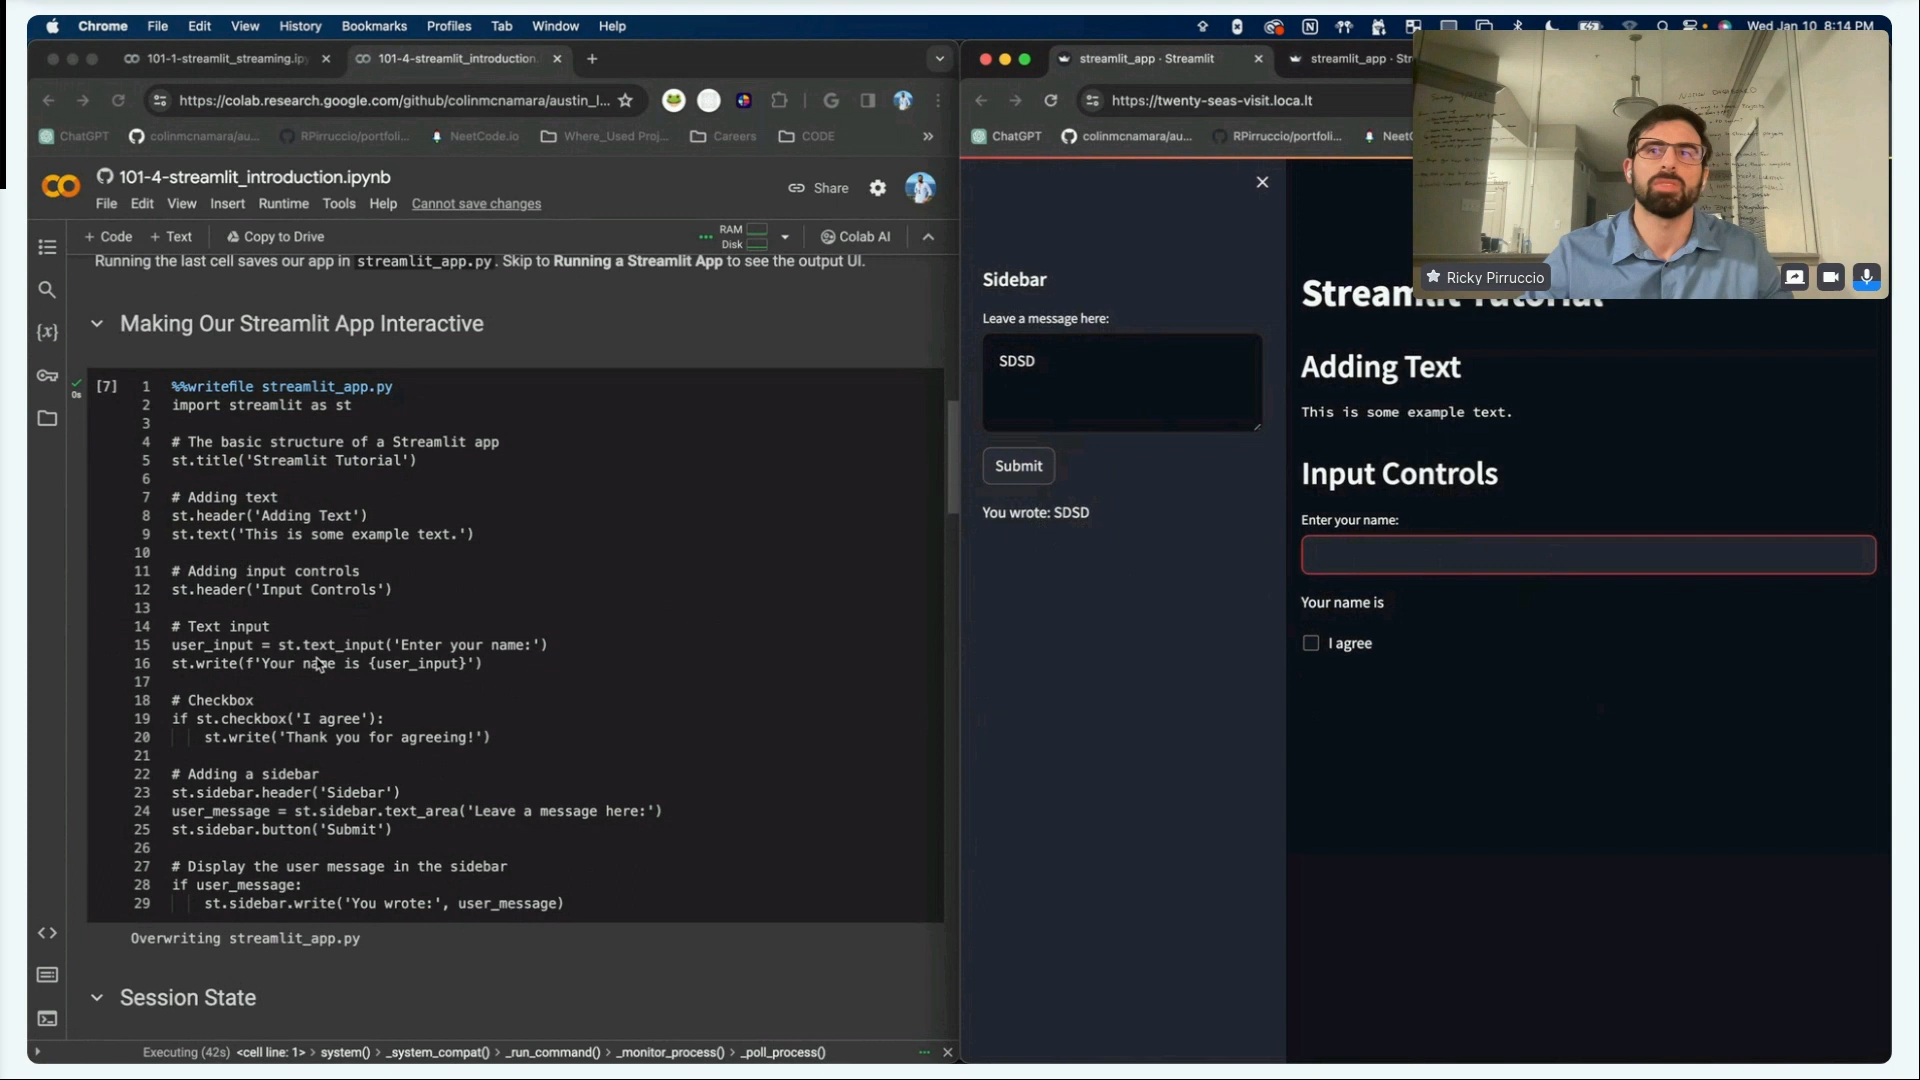 Chrome File Edit View History Bookmarks Profiles Tab Window Help
Wed Jan 10 8:14 PM
101-1-streamlit_streaming.ipy
101-4-streamlit_introduction.
https://colab.research.google.com/github/colinmcnamara/austin_l...
ChatGPT colinmcnamara/au... RPirruccio/portfoli... NeetCode.io Where_Used Proj... Careers CODE
101-4-streamlit_introduction.ipynb
Share
File Edit View Insert Runtime Tools Help Cannot save changes
+ Code + Text Copy to Drive
RAM
Disk
Colab AI
Running the last cell saves our app in streamlit_app.py. Skip to Running a Streamlit App to see the output UI.
Making Our Streamlit App Interactive
[7]
0s
1 %%writefile streamlit_app.py
2 import streamlit as st
3
4 # The basic structure of a Streamlit app
5 st.title('Streamlit Tutorial')
6
7 # Adding text
8 st.header('Adding Text')
9 st.text('This is some example text.')
10
11 # Adding input controls
12 st.header('Input Controls')
13
14 # Text input
15 user_input = st.text_input('Enter your name:')
16 st.write(f'Your name is {user_input}')
17
18 # Checkbox
19 if st.checkbox('I agree'):
20 st.write('Thank you for agreeing!')
21
22 # Adding a sidebar
23 st.sidebar.header('Sidebar')
24 user_message = st.sidebar.text_area('Leave a message here:')
25 st.sidebar.button('Submit')
26
27 # Display the user message in the sidebar
28 if user_message:
29 st.sidebar.write('You wrote:', user_message)
Overwriting streamlit_app.py
Session State
Executing (42s) <cell line: 1> > system() > _system_compat() > _run_command() > _monitor_process() > _poll_process()
streamlit_app · Streamlit
streamlit_app · Str
https://twenty-seas-visit.loca.lt
ChatGPT colinmcnamara/au... RPirruccio/portfoli... NeetC
Sidebar
Leave a message here:
SDSD
Submit
You wrote: SDSD
Streamlit Tutorial
Adding Text
This is some example text.
Input Controls
Enter your name:
Your name is
I agree
Ricky Pirruccio